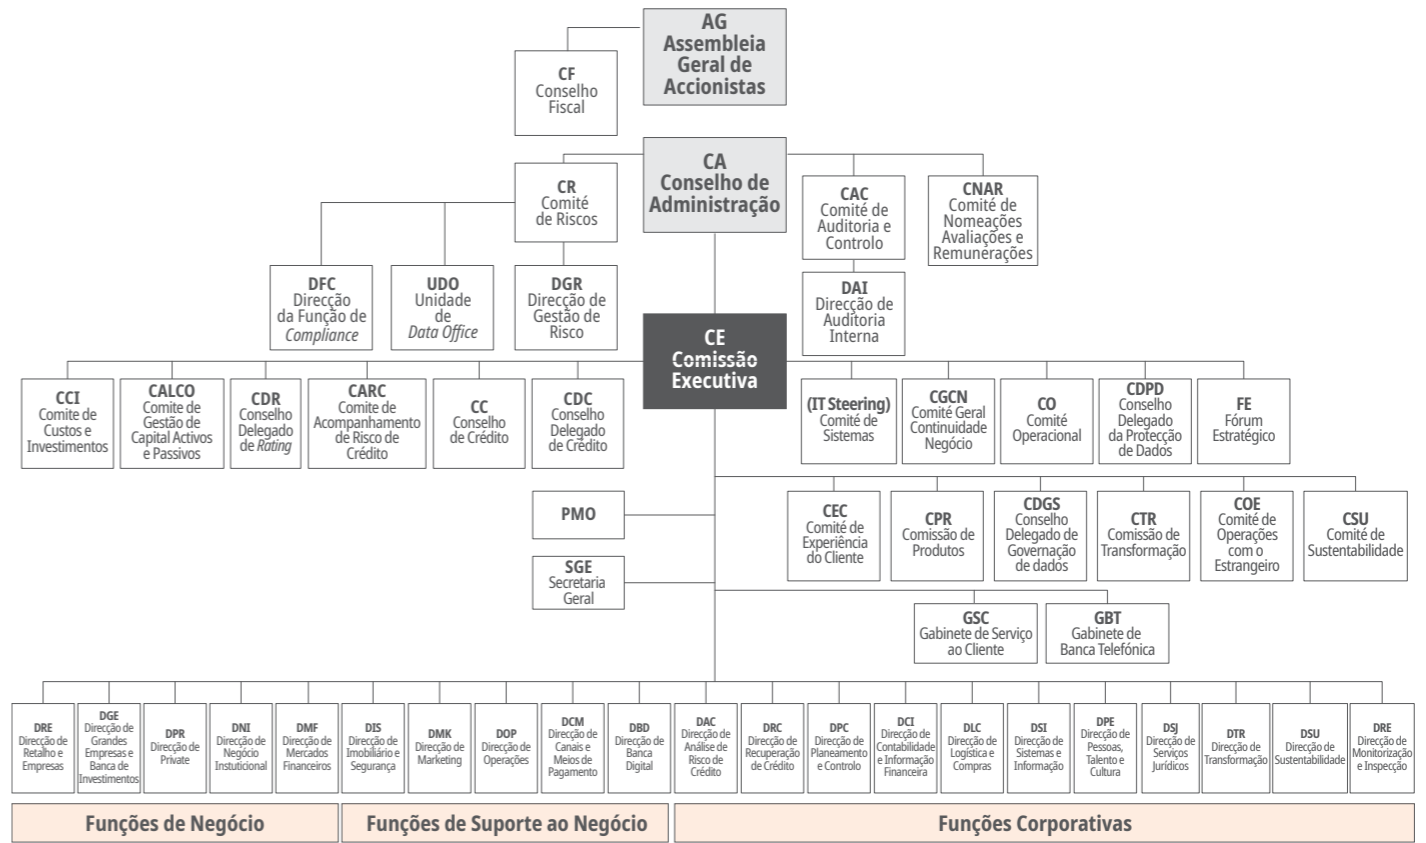 AG
Assembleia
Geral de
Accionistas
CF
Conselho
Fiscal
CA
Conselho de
Administração
CR
Comité
de Riscos
CAC
Comité de
Auditoria e
Controlo
CNAR
Comité de
Nomeações
Avaliações e
Remunerações
DFC
Direcção
da Função de
Compliance
UDO
Unidade
de
Data Office
DGR
Direcção de
Gestão de
Risco
DAI
Direcção de
Auditoria
Interna
CE
Comissão
Executiva
CCI
Comite de
Custos e
Investimentos
CALCO
Comite de
Gestão de
Capital Activos
e Passivos
CDR
Conselho
Delegado
de Rating
CARC
Comite de
Acompanhamento
de Risco de
Crédito
CC
Conselho
de Crédito
CDC
Conselho
Delegado
de Crédito
(IT Steering)
Comité de
Sistemas
CGCN
Comité Geral
Continuidade
Negócio
CO
Comité
Operacional
CDPD
Conselho
Delegado
da Protecção
de Dados
FE
Fórum
Estratégico
PMO
CEC
Comité de
Experiência
do Cliente
CPR
Comissão de
Produtos
CDGS
Conselho
Delegado de
Governação
de dados
CTR
Comissão de
Transformação
COE
Comité de
Operações
com o
Estrangeiro
CSU
Comité de
Sustentabilidade
SGE
Secretaria
Geral
GSC
Gabinete de Serviço
ao Cliente
GBT
Gabinete de
Banca Telefónica
DRE
Direcção de
Retalho e
Empresas
DGE
Direcção de
Grandes
Empresas e
Banca de
Investimentos
DPR
Direcção de
Private
DNI
Direcção de
Negócio
Instuticional
DMF
Direcção de
Mercados
Financeiros
DIS
Direcção de
Imobiliário e
Segurança
DMK
Direcção de
Marketing
DOP
Direcção de
Operações
DCM
Direcção de
Canais e
Meios de
Pagamento
DBD
Direcção de
Banca
Digital
DAC
Direcção de
Análise de
Risco de
Crédito
DRC
Direcção de
Recuperação
de Crédito
DPC
Direcção de
Planeamento
e Controlo
DCI
Direcção de
Contabilidade
e Informação
Financeira
DLC
Direcção de
Logística e
Compras
DSI
Direcção de
Sistemas e
Informação
DPE
Direcção de
Pessoas,
Talento e
Cultura
DSJ
Direcção de
Serviços
Jurídicos
DTR
Direcção de
Transformação
DSU
Direcção de
Sustentabilidade
DRE
Direcção de
Monitorização
e Inspecção
Funções de Negócio
Funções de Suporte ao Negócio
Funções Corporativas